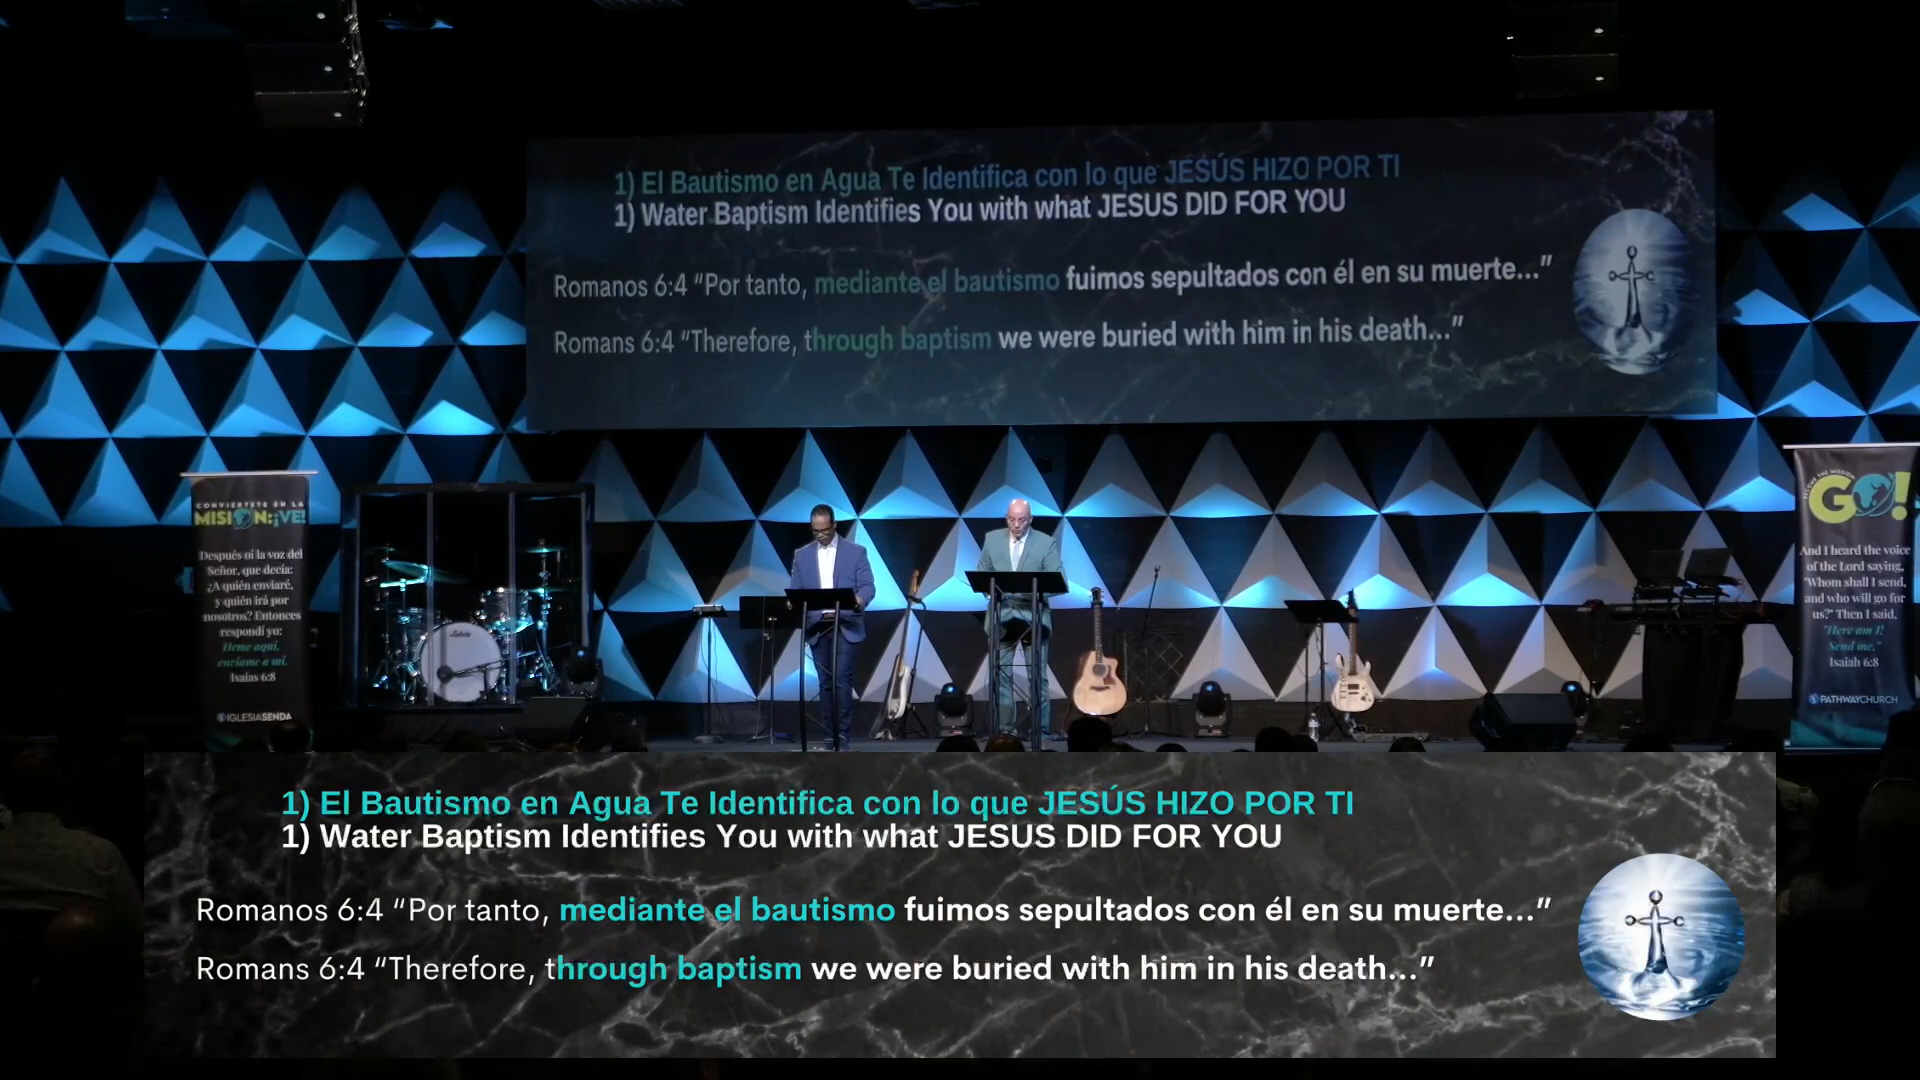 1) El Bautismo en Agua Te Identifica con lo que JESÚS HIZO POR TI
1) Water Baptism Identifies You with what JESUS DID FOR YOU
Romanos 6:4 “Por tanto, mediante el bautismo fuimos sepultados con él en su muerte...”
Romans 6:4 “Therefore, through baptism we were buried with him in his death...”
CONVIÉRTETE EN LA
MISIÓN: ¡VE!
Después oí la voz del
Señor, que decía:
¿A quién enviaré,
y quién irá por
nosotros? Entonces
respondí yo:
Heme aquí,
envíame a mí.
Isaías 6:8
IGLESIASENDA
BECOME THE MISSION
GO!
And I heard the voice
of the Lord saying,
"Whom shall I send,
and who will go for
us?" Then I said,
"Here am I!
Send me."
Isaiah 6:8
PATHWAYCHURCH
1) El Bautismo en Agua Te Identifica con lo que JESÚS HIZO POR TI
1) Water Baptism Identifies You with what JESUS DID FOR YOU
Romanos 6:4 “Por tanto, mediante el bautismo fuimos sepultados con él en su muerte...”
Romans 6:4 “Therefore, through baptism we were buried with him in his death...”